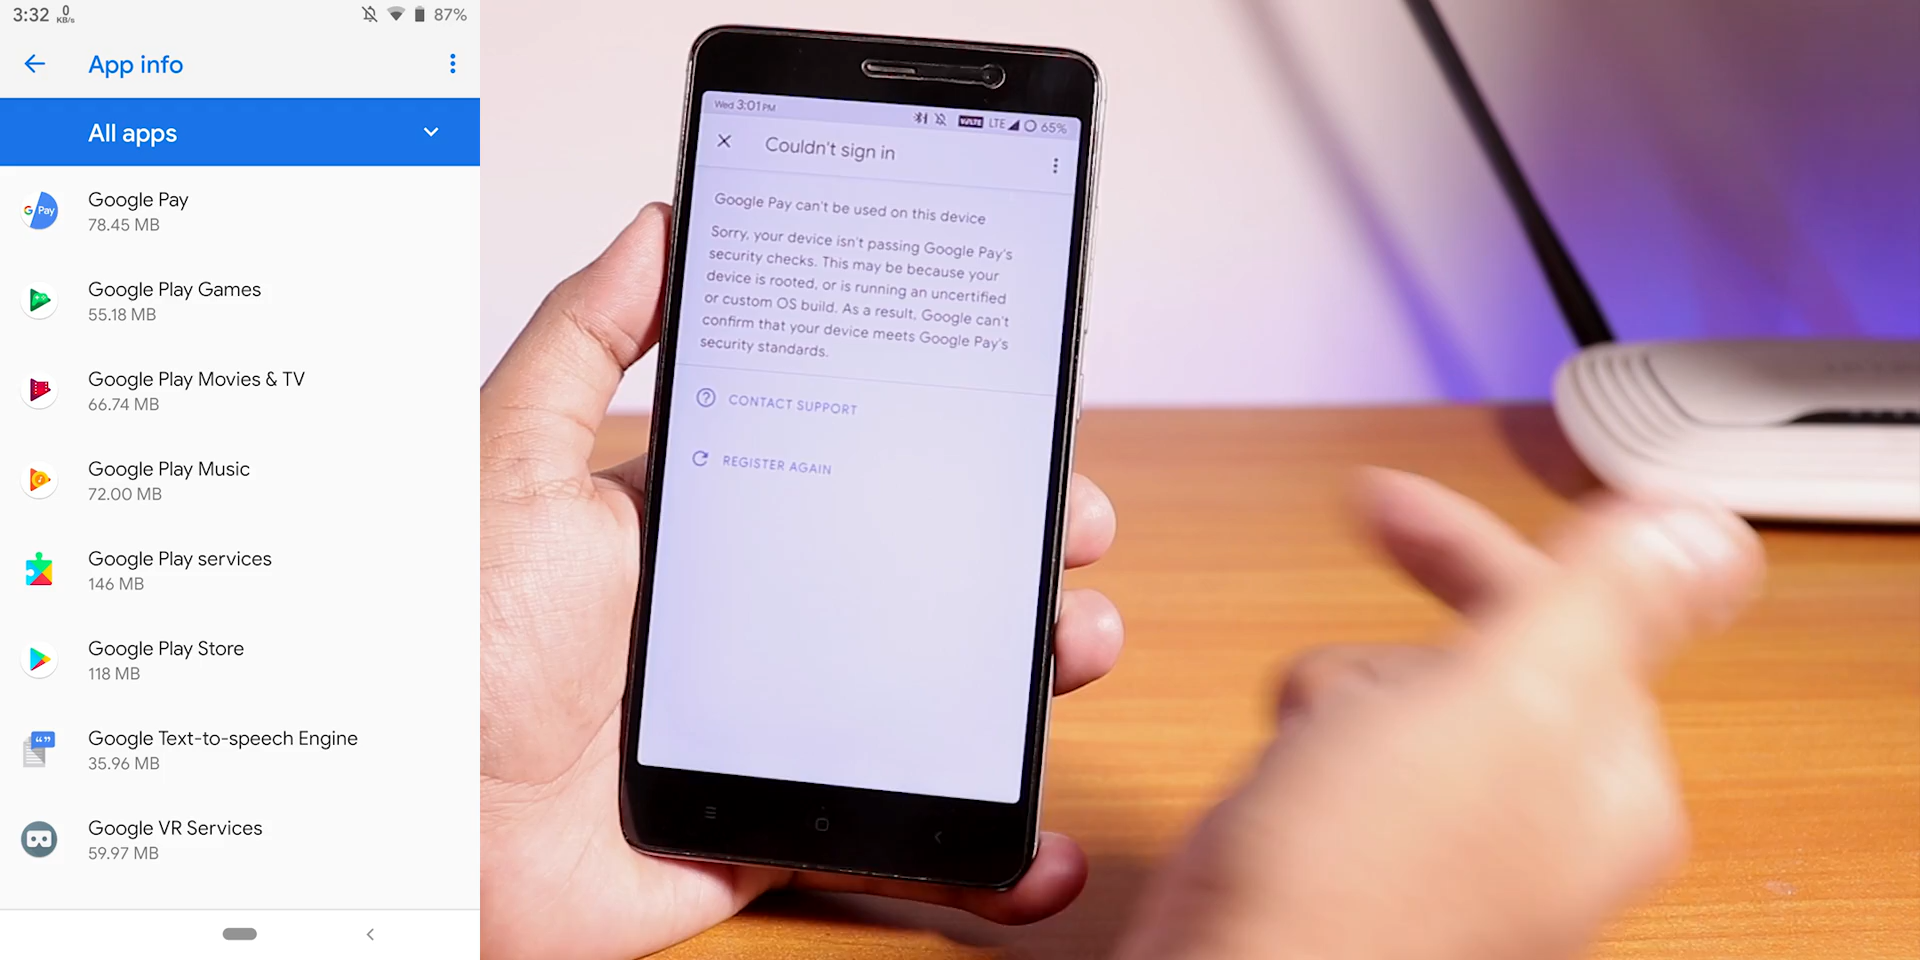 3:32 0 KB/s 87%
App info
All apps
G Pay
Google Pay
78.45 MB
Google Play Games
55.18 MB
Google Play Movies & TV
66.74 MB
Google Play Music
72.00 MB
Google Play services
146 MB
Google Play Store
118 MB
Google Text-to-speech Engine
35.96 MB
Google VR Services
59.97 MB
Wed 3:01 PM VoLTE LTE 65%
Couldn't sign in
Google Pay can't be used on this device
Sorry, your device isn't passing Google Pay's
security checks. This may be because your
device is rooted, or is running an uncertified
or custom OS build. As a result, Google can't
confirm that your device meets Google Pay's
security standards.
CONTACT SUPPORT
REGISTER AGAIN